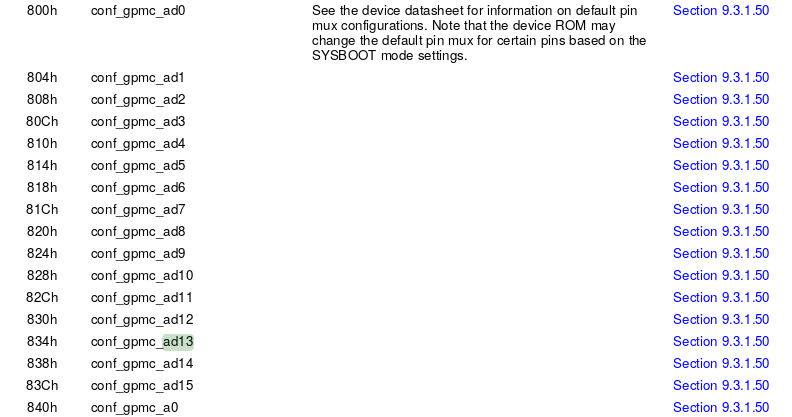 800h conf_gpmc_ad0 See the device datasheet for information on default pin Section 9.3.1.50
mux configurations. Note that the device ROM may
change the default pin mux for certain pins based on the
SYSBOOT mode settings.
804h conf_gpmc_ad1 Section 9.3.1.50
808h conf_gpmc_ad2 Section 9.3.1.50
80Ch conf_gpmc_ad3 Section 9.3.1.50
810h conf_gpmc_ad4 Section 9.3.1.50
814h conf_gpmc_ad5 Section 9.3.1.50
818h conf_gpmc_ad6 Section 9.3.1.50
81Ch conf_gpmc_ad7 Section 9.3.1.50
820h conf_gpmc_ad8 Section 9.3.1.50
824h conf_gpmc_ad9 Section 9.3.1.50
828h conf_gpmc_ad10 Section 9.3.1.50
82Ch conf_gpmc_ad11 Section 9.3.1.50
830h conf_gpmc_ad12 Section 9.3.1.50
834h conf_gpmc_ad13 Section 9.3.1.50
838h conf_gpmc_ad14 Section 9.3.1.50
83Ch conf_gpmc_ad15 Section 9.3.1.50
840h conf_gpmc_a0 Section 9.3.1.50